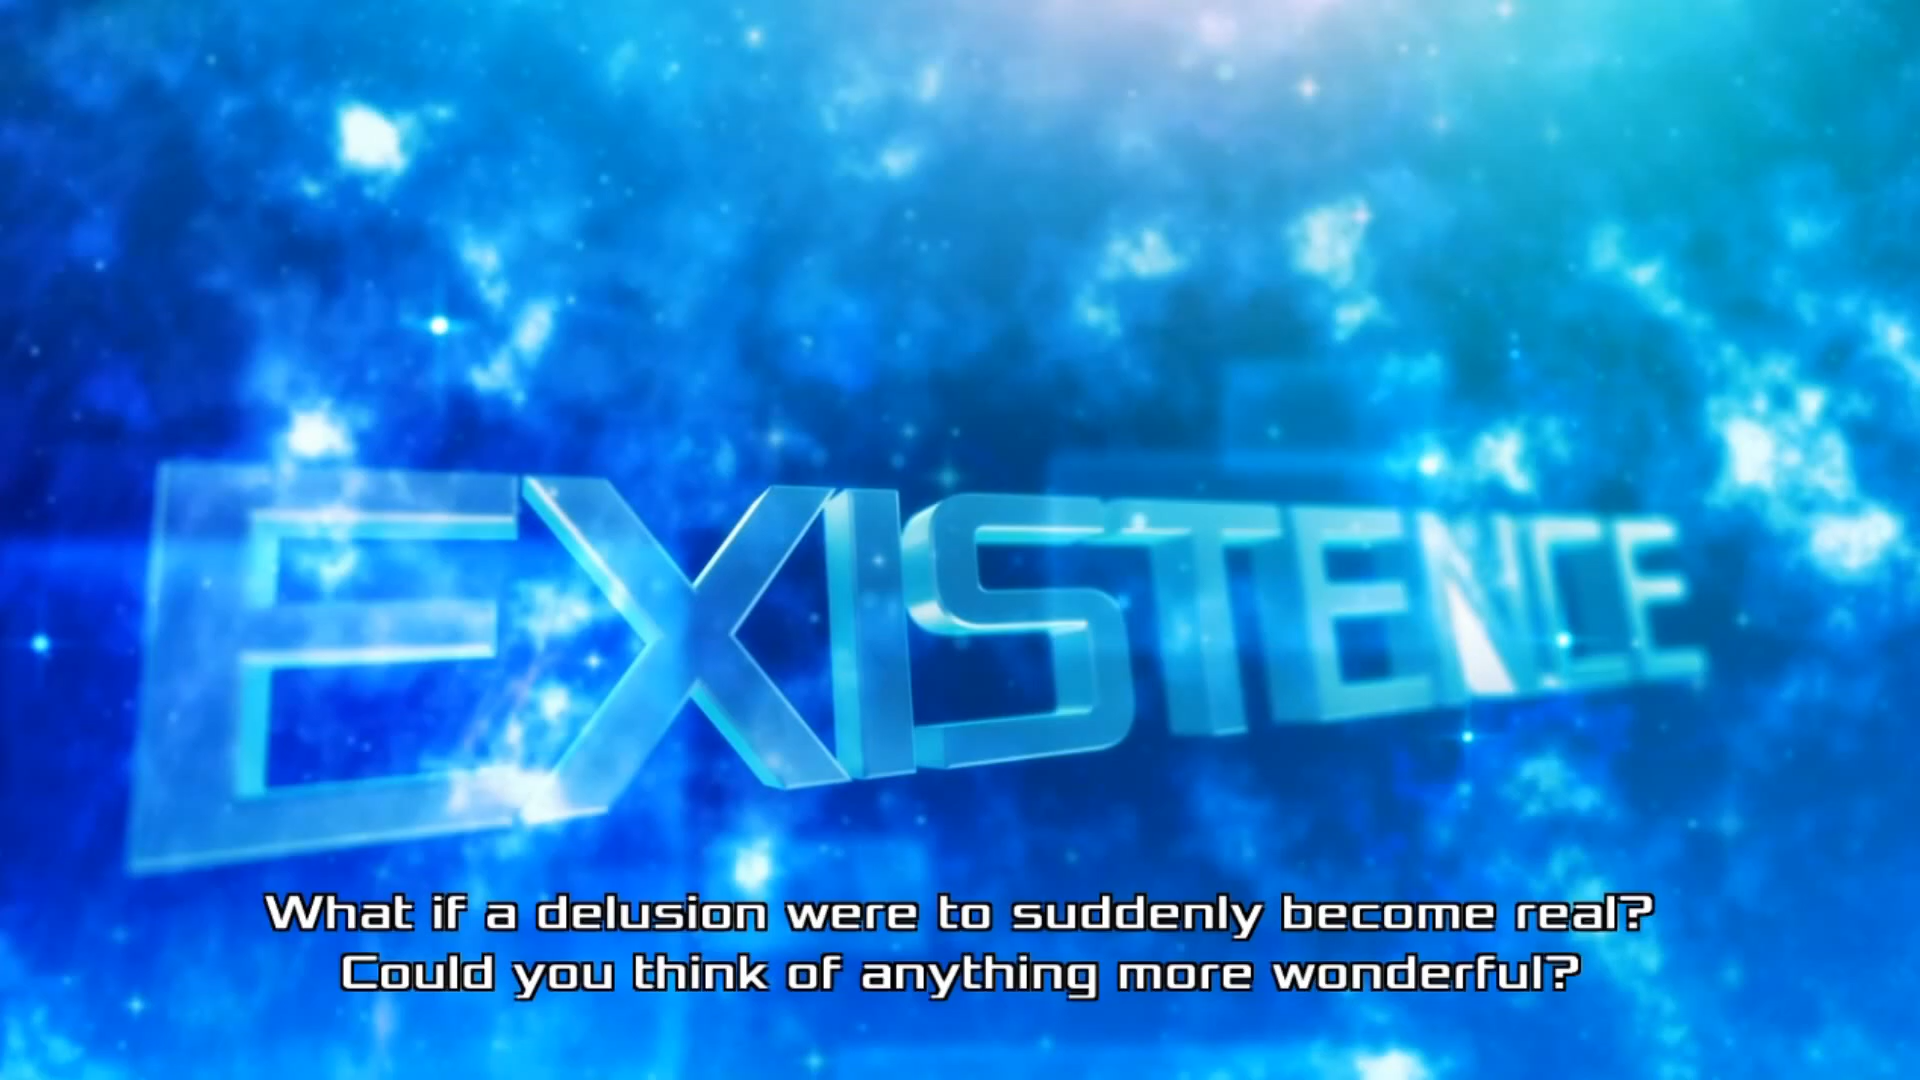 EXISTENCE
What if a delusion were to suddenly become real?
Could you think of anything more wonderful?